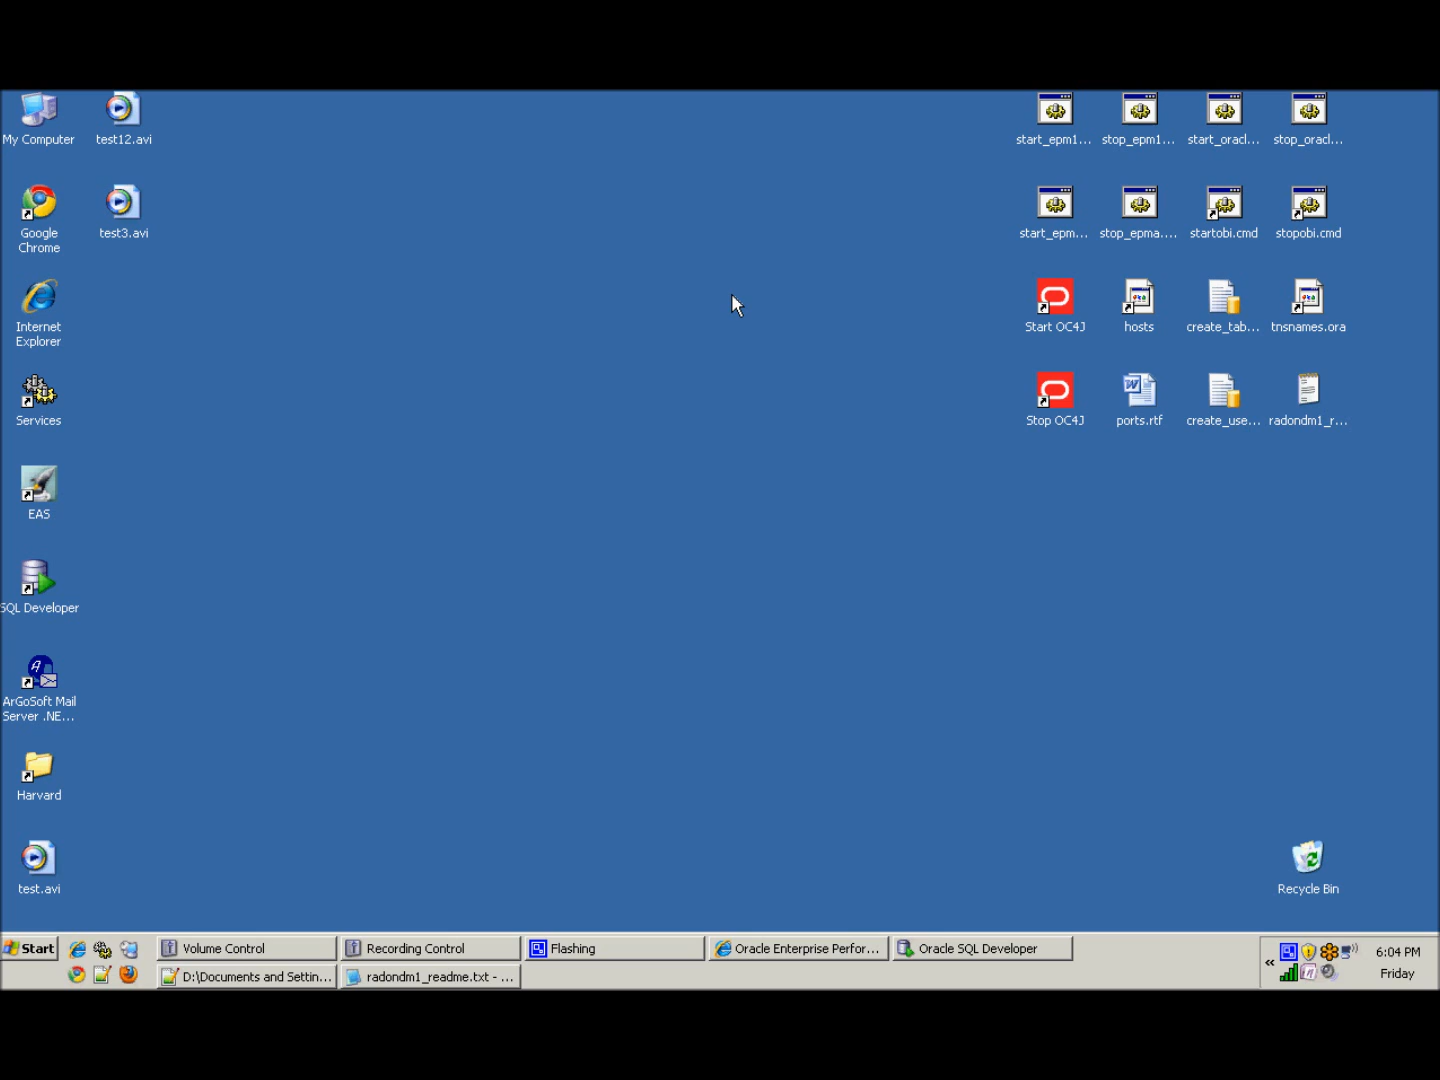 My Computer
test12.avi
start_epm1...
stop_epm1...
start_oracl...
stop_oracl...
Google
Chrome
test3.avi
start_epm...
stop_epma....
startobi.cmd
stopobi.cmd
Internet
Explorer
Start OC4J
hosts
create_tab...
tnsnames.ora
Services
Stop OC4J
ports.rtf
create_use...
radondm1_r...
EAS
SQL Developer
ArGoSoft Mail
Server .NE...
Harvard
test.avi
Recycle Bin
Start
Volume Control
Recording Control
Flashing
Oracle Enterprise Perfor...
Oracle SQL Developer
6:04 PM
D:\Documents and Settin...
radondm1_readme.txt - ...
Friday